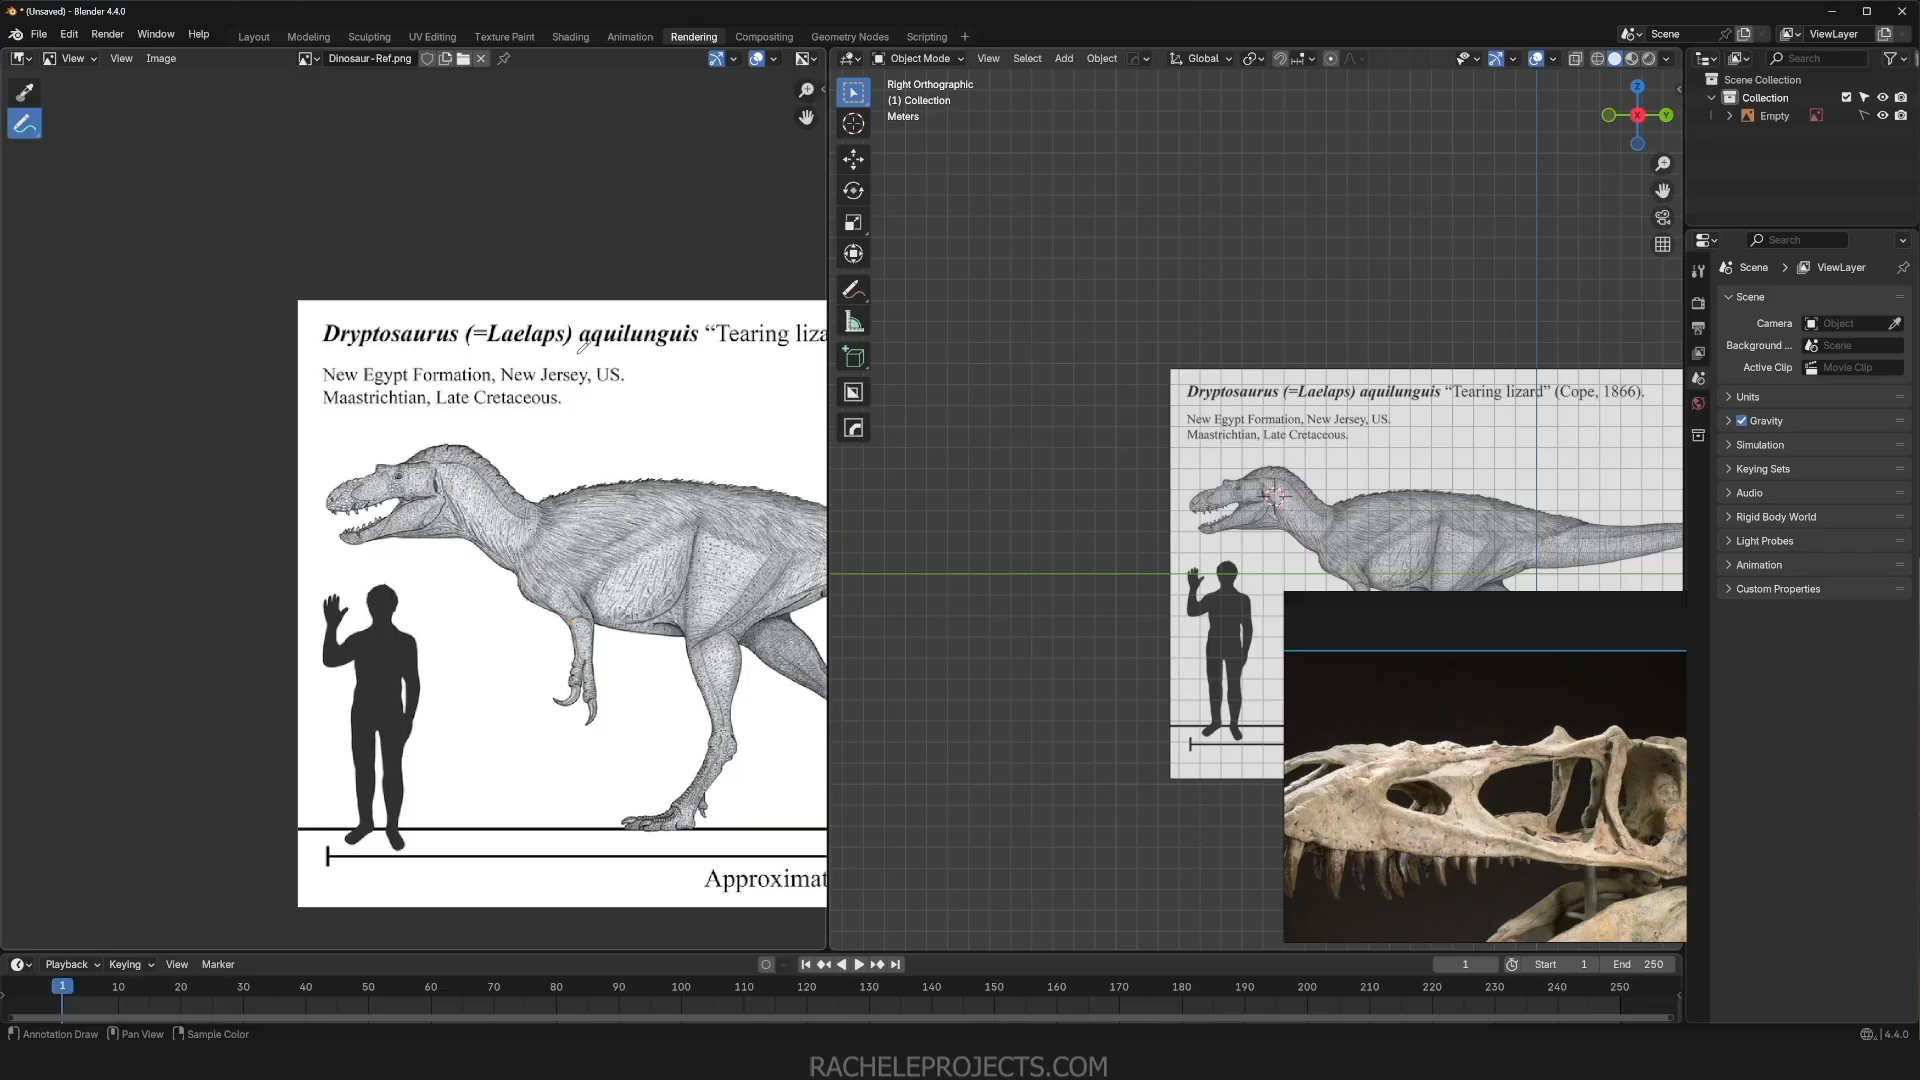 * (Unsaved) - Blender 4.4.0
File Edit Render Window Help
Layout Modeling Sculpting UV Editing Texture Paint Shading Animation Rendering Compositing Geometry Nodes Scripting +
Scene
ViewLayer
View View Image
Dinosaur-Ref.png
Object Mode View Select Add Object
Global
Search
Right Orthographic
(1) Collection
Meters
Z
X
Y
Scene Collection
Collection
Empty
Search
Scene > ViewLayer
Scene
Camera Object
Background ... Scene
Active Clip Movie Clip
Units
Gravity
Simulation
Keying Sets
Audio
Rigid Body World
Light Probes
Animation
Custom Properties
Dryptosaurus (=Laelaps) aquilunguis “Tearing liza
New Egypt Formation, New Jersey, US.
Maastrichtian, Late Cretaceous.
Approximat
Dryptosaurus (=Laelaps) aquilunguis “Tearing lizard” (Cope, 1866).
New Egypt Formation, New Jersey, US.
Maastrichtian, Late Cretaceous.
Playback Keying View Marker
1 Start 1 End 250
1 10 20 30 40 50 60 70 80 90 100 110 120 130 140 150 160 170 180 190 200 210 220 230 240 250
Annotation Draw Pan View Sample Color
4.4.0
RACHELEPROJECTS.COM